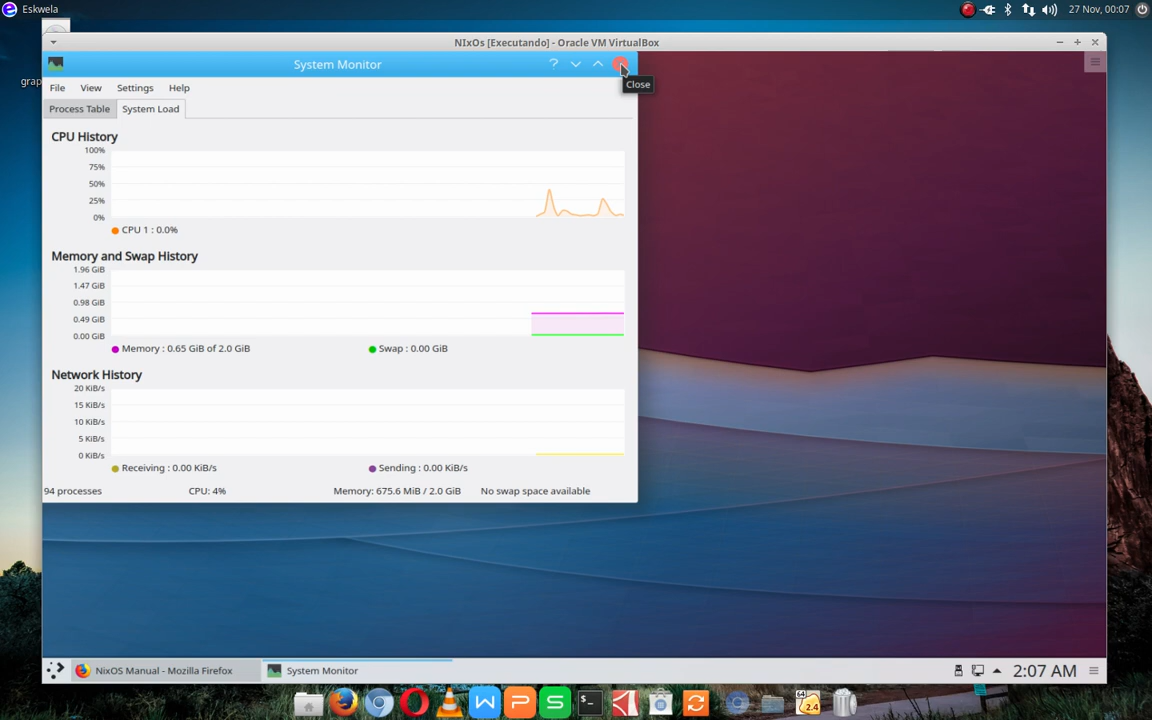 Eskwela
27 Nov, 00:07
NIxOs [Executando] - Oracle VM VirtualBox
grap
System Monitor
?
Close
File View Settings Help
Process Table System Load
CPU History
100%
75%
50%
25%
0%
CPU 1 : 0.0%
Memory and Swap History
1.96 GiB
1.47 GiB
0.98 GiB
0.49 GiB
0.00 GiB
Memory : 0.65 GiB of 2.0 GiB Swap : 0.00 GiB
Network History
20 KiB/s
15 KiB/s
10 KiB/s
5 KiB/s
0 KiB/s
Receiving : 0.00 KiB/s Sending : 0.00 KiB/s
94 processes CPU: 4% Memory: 675.6 MiB / 2.0 GiB No swap space available
NixOS Manual - Mozilla Firefox System Monitor 2:07 AM
W P S 64 2.4